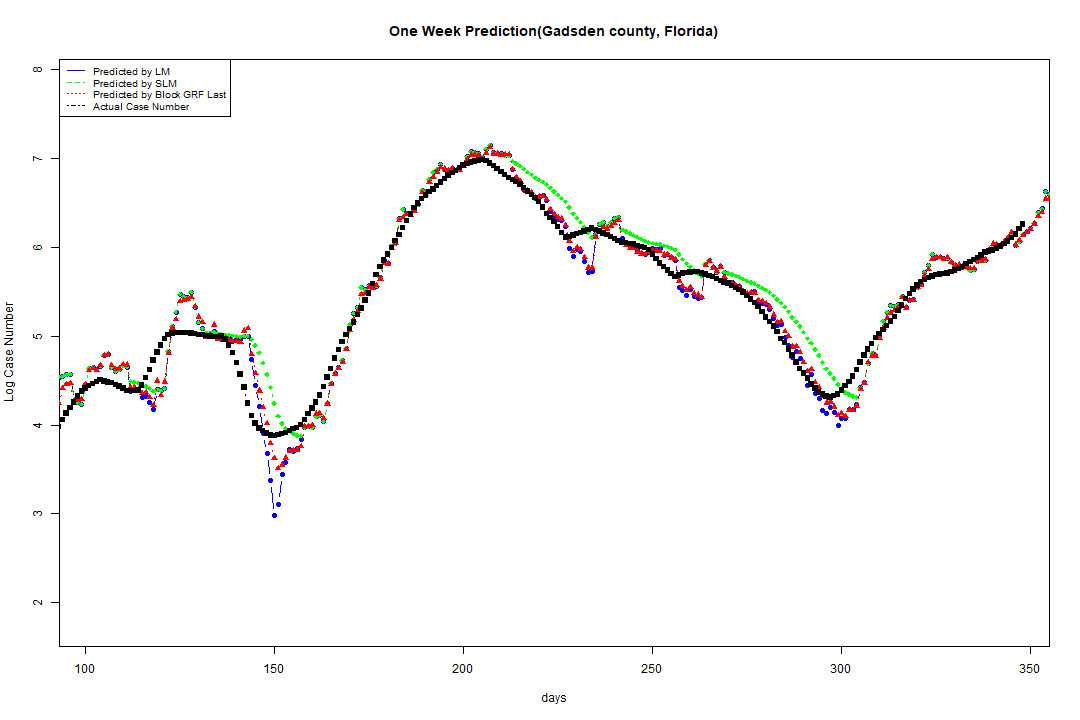 One Week Prediction(Gadsden county, Florida)
Predicted by LM
Predicted by SLM
Predicted by Block GRF Last
Actual Case Number
8
7
6
5
4
3
2
Log Case Number
100 150 200 250 300 350
days